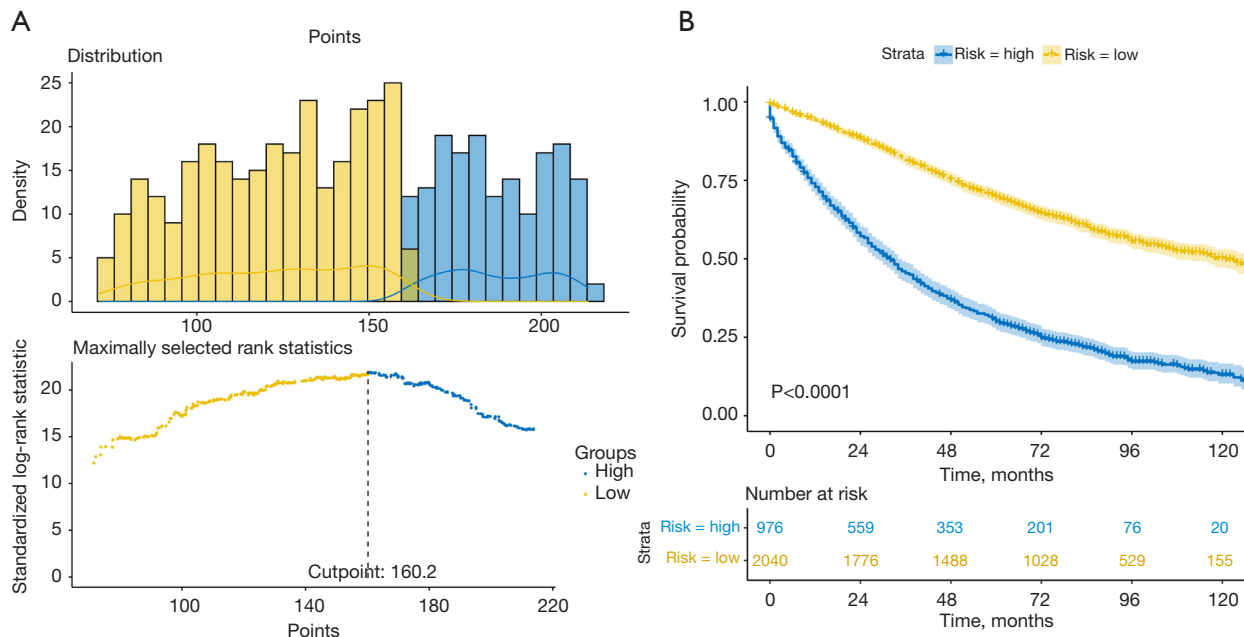 A
Points
Distribution
Density
25
20
15
10
5
0
100 150 200
Maximally selected rank statistics
Standardized log-rank statistic
20
15
10
5
0
Groups
High
Low
Cutpoint: 160.2
100 140 180 220
Points
B
Strata Risk = high Risk = low
Survival probability
1.00
0.75
0.50
0.25
0.00
P<0.0001
0 24 48 72 96 120
Time, months
Number at risk
Strata
Risk = high 976 559 353 201 76 20
Risk = low 2040 1776 1488 1028 529 155
0 24 48 72 96 120
Time, months